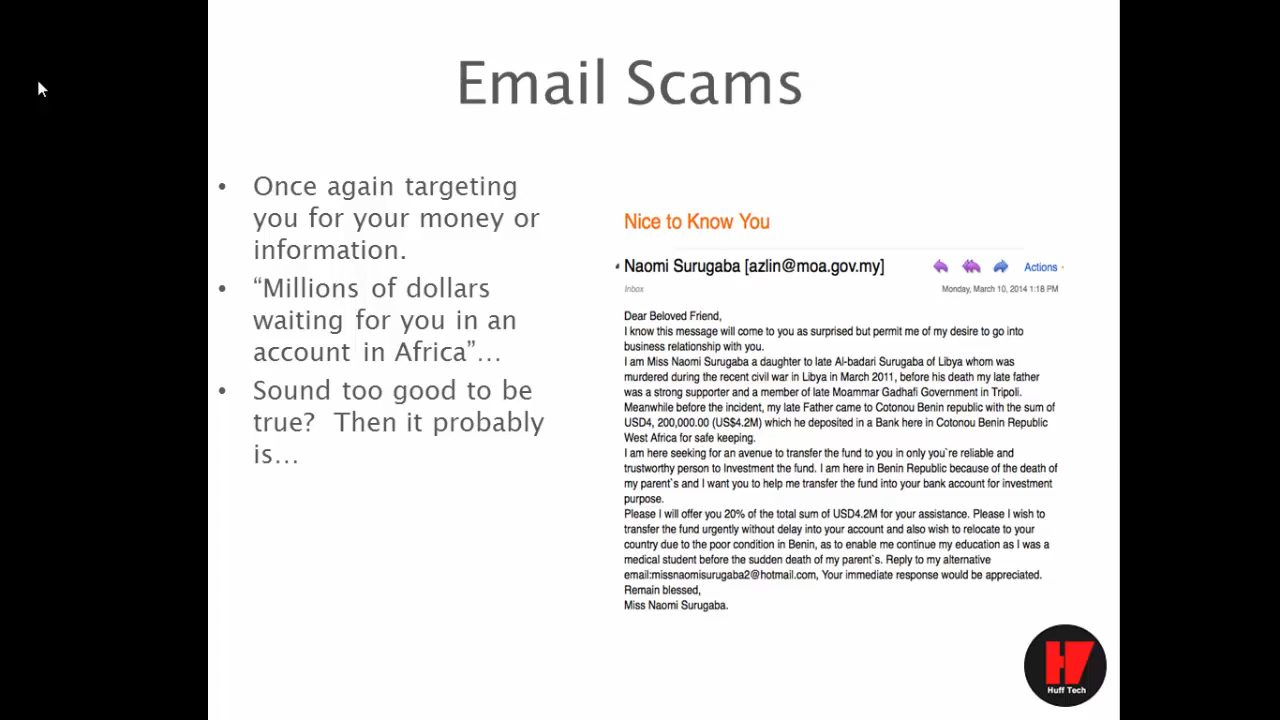 Email Scams
• Once again targeting
you for your money or
information.
• “Millions of dollars
waiting for you in an
account in Africa”…
• Sound too good to be
true?  Then it probably
is…
Nice to Know You
Naomi Surugaba [azlin@moa.gov.my]
Actions
Inbox
Monday, March 10, 2014 1:18 PM
Dear Beloved Friend,
I know this message will come to you as surprised but permit me of my desire to go into
business relationship with you.
I am Miss Naomi Surugaba a daughter to late Al-badari Surugaba of Libya whom was
murdered during the recent civil war in Libya in March 2011, before his death my late father
was a strong supporter and a member of late Moammar Gadhafi Government in Tripoli.
Meanwhile before the incident, my late Father came to Cotonou Benin republic with the sum of
USD4, 200,000.00 (US$4.2M) which he deposited in a Bank here in Cotonou Benin Republic
West Africa for safe keeping.
I am here seeking for an avenue to transfer the fund to you in only you`re reliable and
trustworthy person to Investment the fund. I am here in Benin Republic because of the death of
my parent`s and I want you to help me transfer the fund into your bank account for investment
purpose.
Please I will offer you 20% of the total sum of USD4.2M for your assistance. Please I wish to
transfer the fund urgently without delay into your account and also wish to relocate to your
country due to the poor condition in Benin, as to enable me continue my education as I was a
medical student before the sudden death of my parent`s. Reply to my alternative
email:missnaomisurugaba2@hotmail.com, Your immediate response would be appreciated.
Remain blessed,
Miss Naomi Surugaba.
Huff Tech